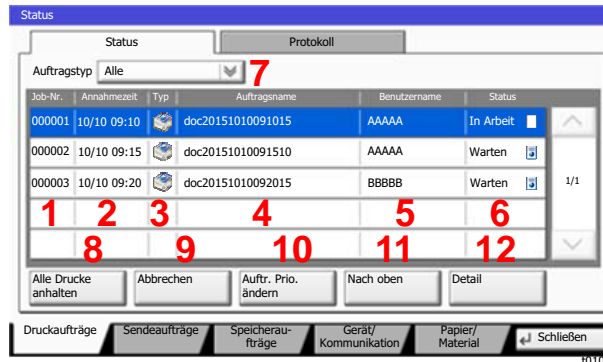 Status
Status Protokoll
Auftragstyp Alle 7
Job-Nr. Annahmezeit Typ Auftragsname Benutzername Status
000001 10/10 09:10 doc20151010091015 AAAAA In Arbeit
000002 10/10 09:15 doc20151010091510 AAAAA Warten
000003 10/10 09:20 doc20151010092015 BBBBB Warten 1/1
1 2 3 4 5 6
8 9 10 11 12
Alle Drucke anhalten Abbrechen Auftr. Prio. ändern Nach oben Detail
Druckaufträge Sendeaufträge Speicherau-
fträge Gerät/
Kommunikation Papier/
Material Schließen